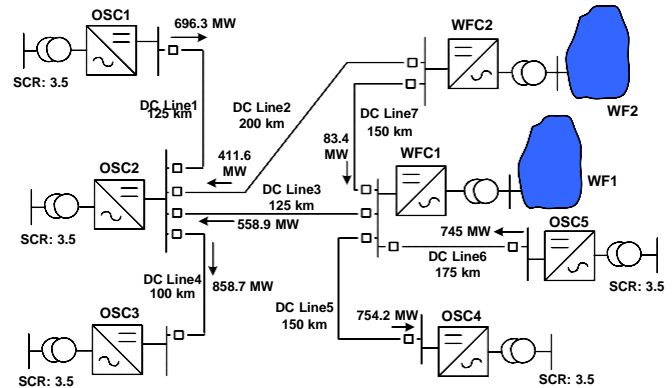 OSC1
696.3 MW
SCR: 3.5
WFC2
WF2
DC Line1
125 km
DC Line2
200 km
DC Line7
150 km
83.4
MW
411.6
MW
OSC2
DC Line3
125 km
WFC1
WF1
SCR: 3.5
558.9 MW
745 MW
OSC5
DC Line6
175 km
SCR: 3.5
DC Line4
100 km
858.7 MW
DC Line5
150 km
754.2 MW
OSC3
OSC4
SCR: 3.5
SCR: 3.5